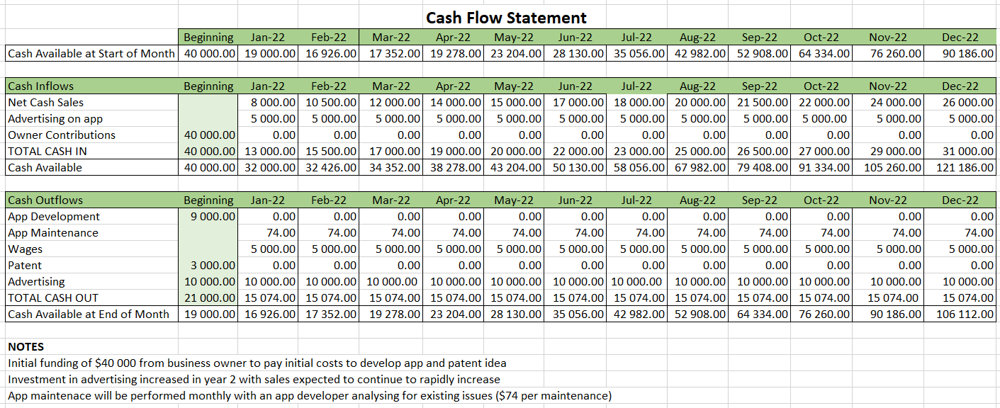 Cash Flow Statement
Beginning Jan-22 Feb-22 Mar-22 Apr-22 May-22 Jun-22 Jul-22 Aug-22 Sep-22 Oct-22 Nov-22 Dec-22
Cash Available at Start of Month 40 000.00 19 000.00 16 926.00 17 352.00 19 278.00 23 204.00 28 130.00 35 056.00 42 982.00 52 908.00 64 334.00 76 260.00 90 186.00
Cash Inflows Beginning Jan-22 Feb-22 Mar-22 Apr-22 May-22 Jun-22 Jul-22 Aug-22 Sep-22 Oct-22 Nov-22 Dec-22
Net Cash Sales 8 000.00 10 500.00 12 000.00 14 000.00 15 000.00 17 000.00 18 000.00 20 000.00 21 500.00 22 000.00 24 000.00 26 000.00
Advertising on app 5 000.00 5 000.00 5 000.00 5 000.00 5 000.00 5 000.00 5 000.00 5 000.00 5 000.00 5 000.00 5 000.00 5 000.00
Owner Contributions 40 000.00 0.00 0.00 0.00 0.00 0.00 0.00 0.00 0.00 0.00 0.00 0.00 0.00
TOTAL CASH IN 40 000.00 13 000.00 15 500.00 17 000.00 19 000.00 20 000.00 22 000.00 23 000.00 25 000.00 26 500.00 27 000.00 29 000.00 31 000.00
Cash Available 40 000.00 32 000.00 32 426.00 34 352.00 38 278.00 43 204.00 50 130.00 58 056.00 67 982.00 79 408.00 91 334.00 105 260.00 121 186.00
Cash Outflows Beginning Jan-22 Feb-22 Mar-22 Apr-22 May-22 Jun-22 Jul-22 Aug-22 Sep-22 Oct-22 Nov-22 Dec-22
App Development 9 000.00 0.00 0.00 0.00 0.00 0.00 0.00 0.00 0.00 0.00 0.00 0.00 0.00
App Maintenance 74.00 74.00 74.00 74.00 74.00 74.00 74.00 74.00 74.00 74.00 74.00 74.00
Wages 5 000.00 5 000.00 5 000.00 5 000.00 5 000.00 5 000.00 5 000.00 5 000.00 5 000.00 5 000.00 5 000.00 5 000.00
Patent 3 000.00 0.00 0.00 0.00 0.00 0.00 0.00 0.00 0.00 0.00 0.00 0.00 0.00
Advertising 10 000.00 10 000.00 10 000.00 10 000.00 10 000.00 10 000.00 10 000.00 10 000.00 10 000.00 10 000.00 10 000.00 10 000.00 10 000.00
TOTAL CASH OUT 21 000.00 15 074.00 15 074.00 15 074.00 15 074.00 15 074.00 15 074.00 15 074.00 15 074.00 15 074.00 15 074.00 15 074.00 15 074.00
Cash Available at End of Month 19 000.00 16 926.00 17 352.00 19 278.00 23 204.00 28 130.00 35 056.00 42 982.00 52 908.00 64 334.00 76 260.00 90 186.00 106 112.00
NOTES
Initial funding of $40 000 from business owner to pay initial costs to develop app and patent idea
Investment in advertising increased in year 2 with sales expected to continue to rapidly increase
App maintenace will be performed monthly with an app developer analysing for existing issues ($74 per maintenance)